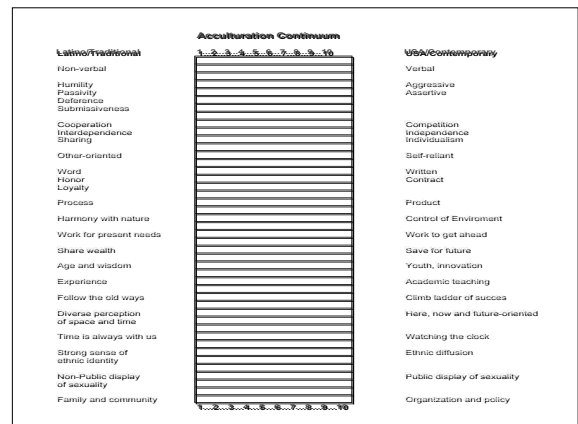 Acculturation Continuum
Latino/Traditional 1...2...3...4...5...6...7...8...9...10 USA/Contemporary
Non-verbal Verbal
Humility Aggressive
Passivity Assertive
Deference
Submissiveness
Cooperation Competition
Interdependence Independence
Sharing Individualism
Other-oriented Self-reliant
Word Written
Honor Contract
Loyalty
Process Product
Harmony with nature Control of Enviroment
Work for present needs Work to get ahead
Share wealth Save for future
Age and wisdom Youth, innovation
Experience Academic teaching
Follow the old ways Climb ladder of succes
Diverse perception Here, now and future-oriented
of space and time
Time is always with us Watching the clock
Strong sense of Ethnic diffusion
ethnic identity
Non-Public display Public display of sexuality
of sexuality
Family and community Organization and policy
1...2...3...4...5...6...7...8...9...10